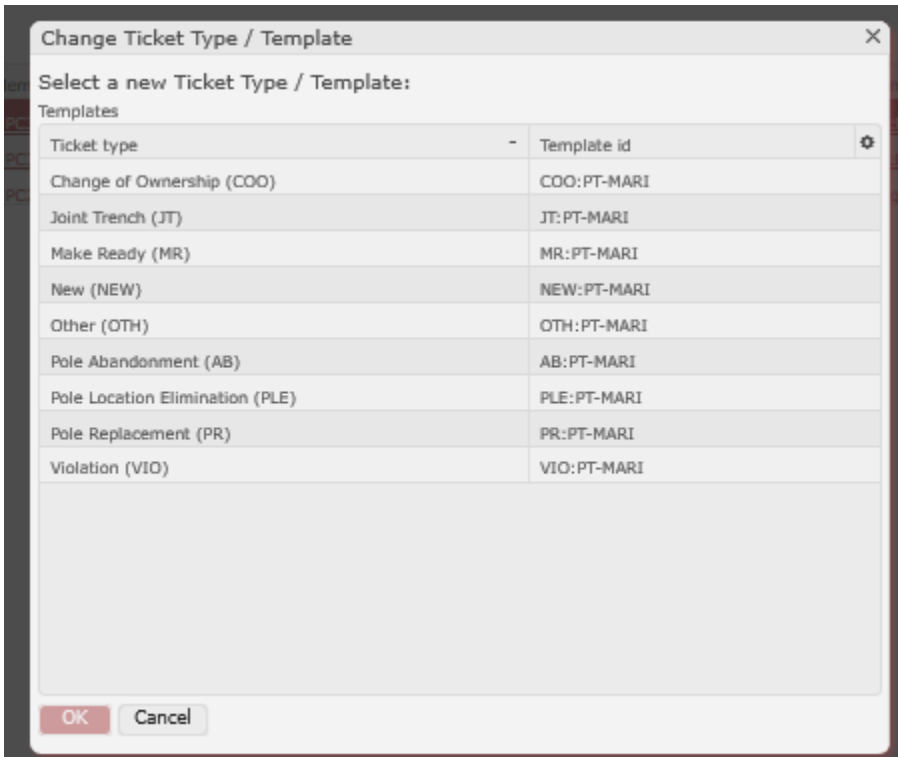 Change Ticket Type / Template
Select a new Ticket Type / Template:
Templates
Ticket type - Template id
Change of Ownership (COO) COO:PT-MARI
Joint Trench (JT) JT:PT-MARI
Make Ready (MR) MR:PT-MARI
New (NEW) NEW:PT-MARI
Other (OTH) OTH:PT-MARI
Pole Abandonment (AB) AB:PT-MARI
Pole Location Elimination (PLE) PLE:PT-MARI
Pole Replacement (PR) PR:PT-MARI
Violation (VIO) VIO:PT-MARI
OK Cancel